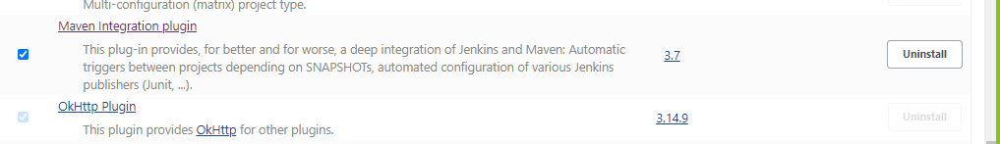 Multi-configuration (matrix) project type.
Maven Integration plugin
This plug-in provides, for better and for worse, a deep integration of Jenkins and Maven: Automatic
triggers between projects depending on SNAPSHOTs, automated configuration of various Jenkins
publishers (Junit, ...).
3.7
Uninstall
OkHttp Plugin
This plugin provides OkHttp for other plugins.
3.14.9
Uninstall